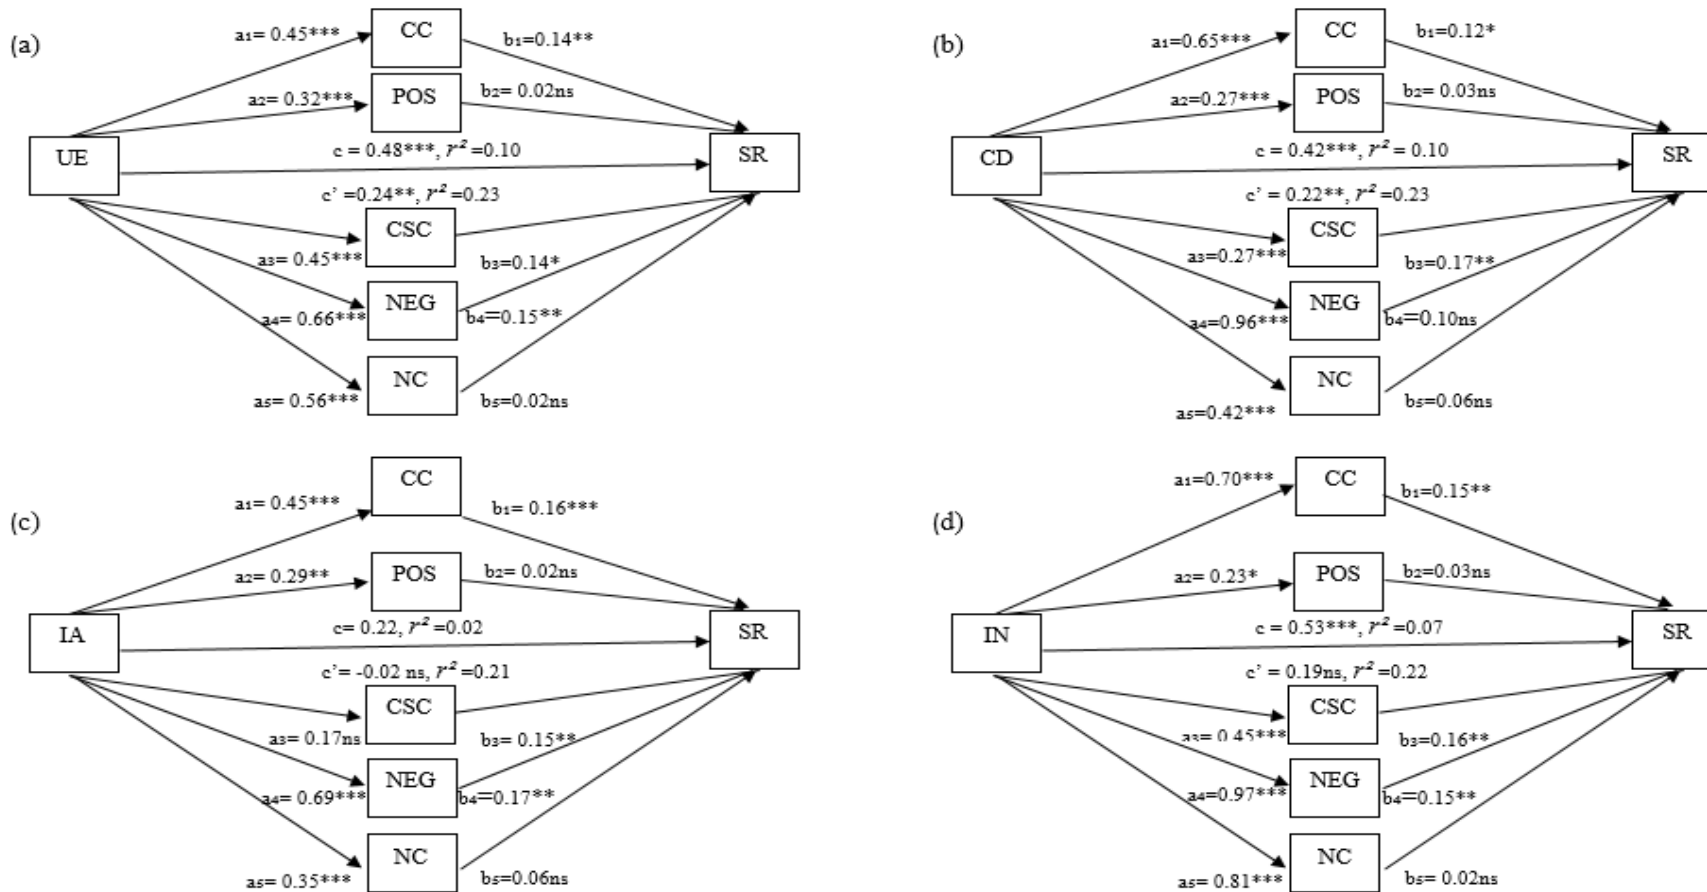 (a)
a₁= 0.45***
CC
b₁=0.14**
a₂= 0.32***
POS
b₂= 0.02ns
UE
c = 0.48***, r² =0.10
SR
c’ =0.24**, r² =0.23
CSC
a₃= 0.45***
b₃=0.14*
NEG
a₄= 0.66***
b₄=0.15**
NC
a₅= 0.56***
b₅=0.02ns
(b)
a₁=0.65***
CC
b₁=0.12*
a₂=0.27***
POS
b₂= 0.03ns
CD
c = 0.42***, r² = 0.10
SR
c’ = 0.22**, r² =0.23
CSC
a₃=0.27***
b₃=0.17**
NEG
a₄=0.96***
b₄=0.10ns
NC
a₅=0.42***
b₅=0.06ns
(c)
a₁= 0.45***
CC
b₁= 0.16***
a₂= 0.29**
POS
b₂= 0.02ns
IA
c= 0.22, r² =0.02
SR
c’= -0.02 ns, r² =0.21
CSC
a₃= 0.17ns
b₃= 0.15**
NEG
a₄= 0.69***
b₄=0.17**
NC
a₅= 0.35***
b₅=0.06ns
(d)
a₁=0.70***
CC
b₁=0.15**
a₂= 0.23*
POS
b₂=0.03ns
IN
c = 0.53***, r² =0.07
SR
c’ = 0.19ns, r² =0.22
CSC
a₃= 0.45***
b₃=0.16**
NEG
a₄=0.97***
b₄=0.15**
NC
a₅= 0.81***
b₅= 0.02ns